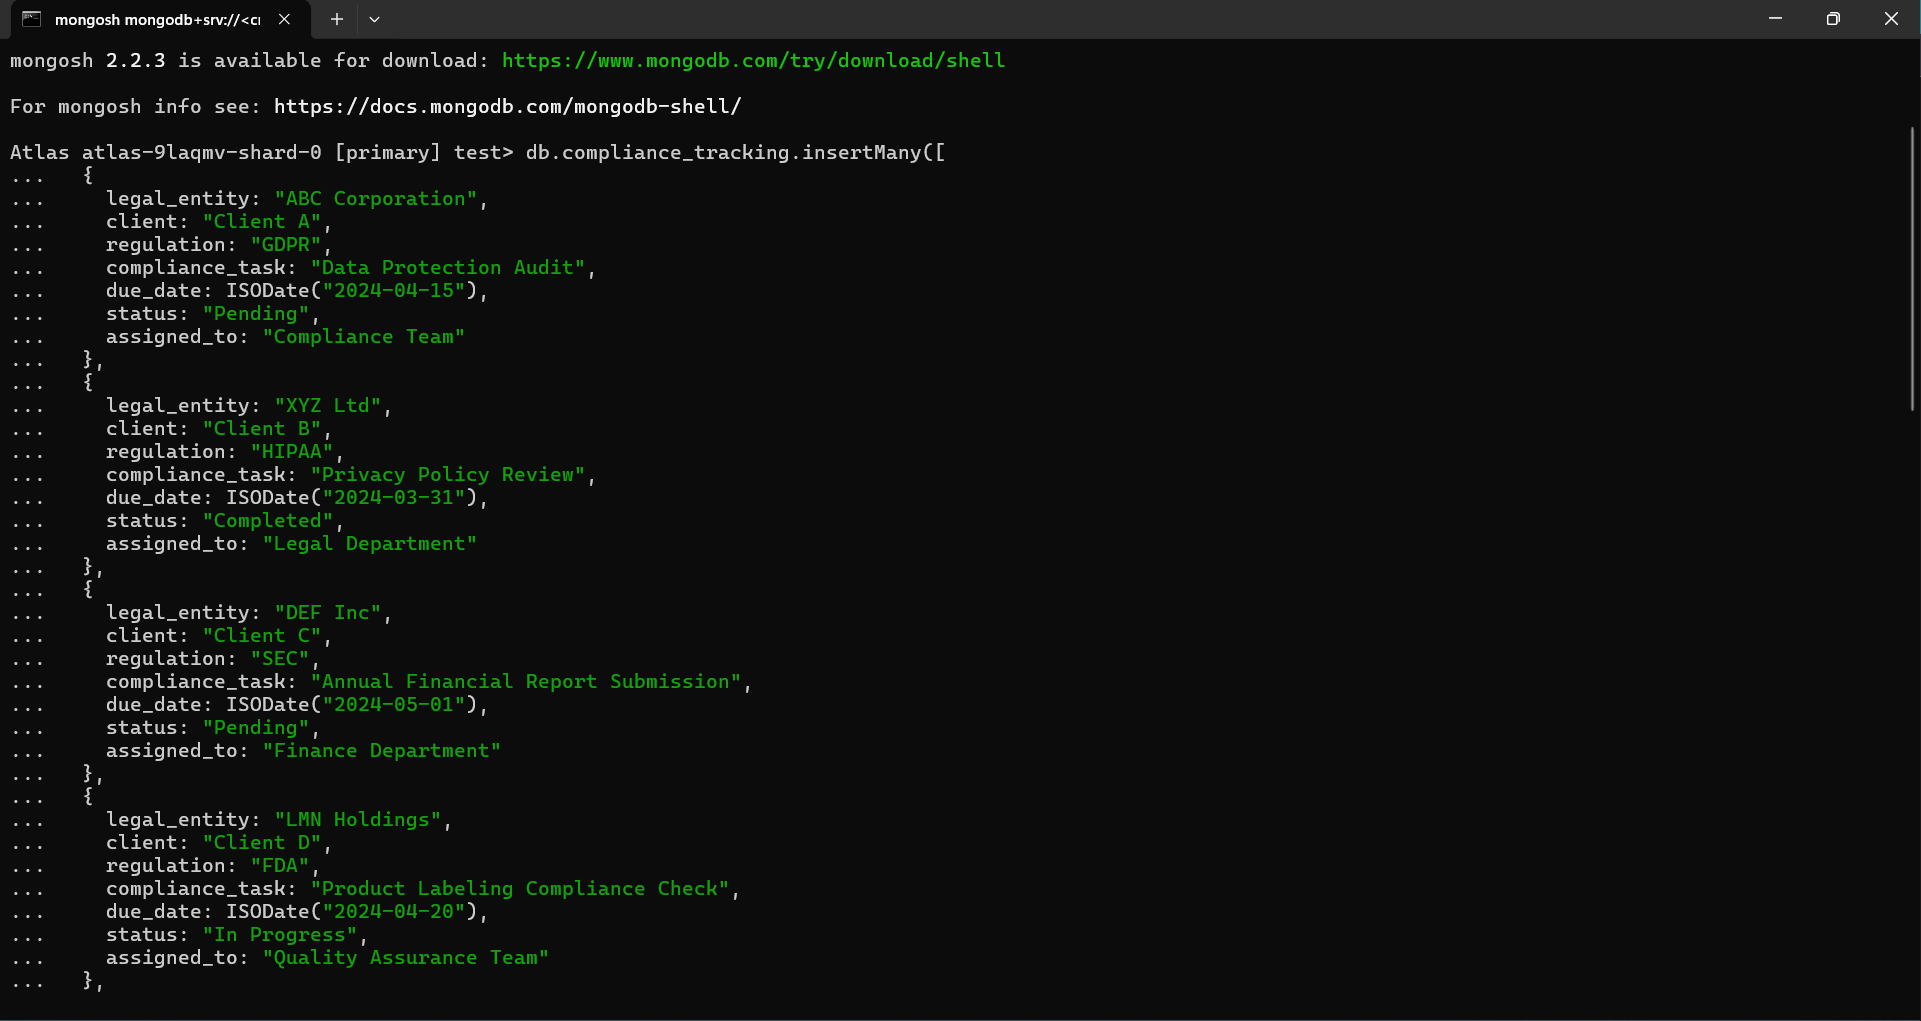 mongosh mongodb+srv://<cr
mongosh 2.2.3 is available for download: https://www.mongodb.com/try/download/shell
For mongosh info see: https://docs.mongodb.com/mongodb-shell/
Atlas atlas-9laqmv-shard-0 [primary] test> db.compliance_tracking.insertMany([
...   {
...     legal_entity: "ABC Corporation",
...     client: "Client A",
...     regulation: "GDPR",
...     compliance_task: "Data Protection Audit",
...     due_date: ISODate("2024-04-15"),
...     status: "Pending",
...     assigned_to: "Compliance Team"
...   },
...   {
...     legal_entity: "XYZ Ltd",
...     client: "Client B",
...     regulation: "HIPAA",
...     compliance_task: "Privacy Policy Review",
...     due_date: ISODate("2024-03-31"),
...     status: "Completed",
...     assigned_to: "Legal Department"
...   },
...   {
...     legal_entity: "DEF Inc",
...     client: "Client C",
...     regulation: "SEC",
...     compliance_task: "Annual Financial Report Submission",
...     due_date: ISODate("2024-05-01"),
...     status: "Pending",
...     assigned_to: "Finance Department"
...   },
...   {
...     legal_entity: "LMN Holdings",
...     client: "Client D",
...     regulation: "FDA",
...     compliance_task: "Product Labeling Compliance Check",
...     due_date: ISODate("2024-04-20"),
...     status: "In Progress",
...     assigned_to: "Quality Assurance Team"
...   },